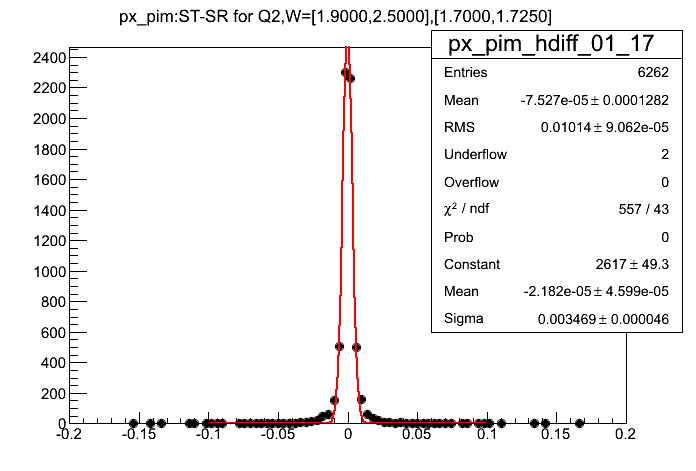 px_pim:ST-SR for Q2,W=[1.9000,2.5000],[1.7000,1.7250]
px_pim_hdiff_01_17
Entries 6262
Mean -7.527e-05 ± 0.0001282
RMS 0.01014 ± 9.062e-05
Underflow 2
Overflow 0
χ² / ndf 557 / 43
Prob 0
Constant 2617 ± 49.3
Mean -2.182e-05 ± 4.599e-05
Sigma 0.003469 ± 0.000046
2400
2200
2000
1800
1600
1400
1200
1000
800
600
400
200
0
-0.2 -0.15 -0.1 -0.05 0 0.05 0.1 0.15 0.2